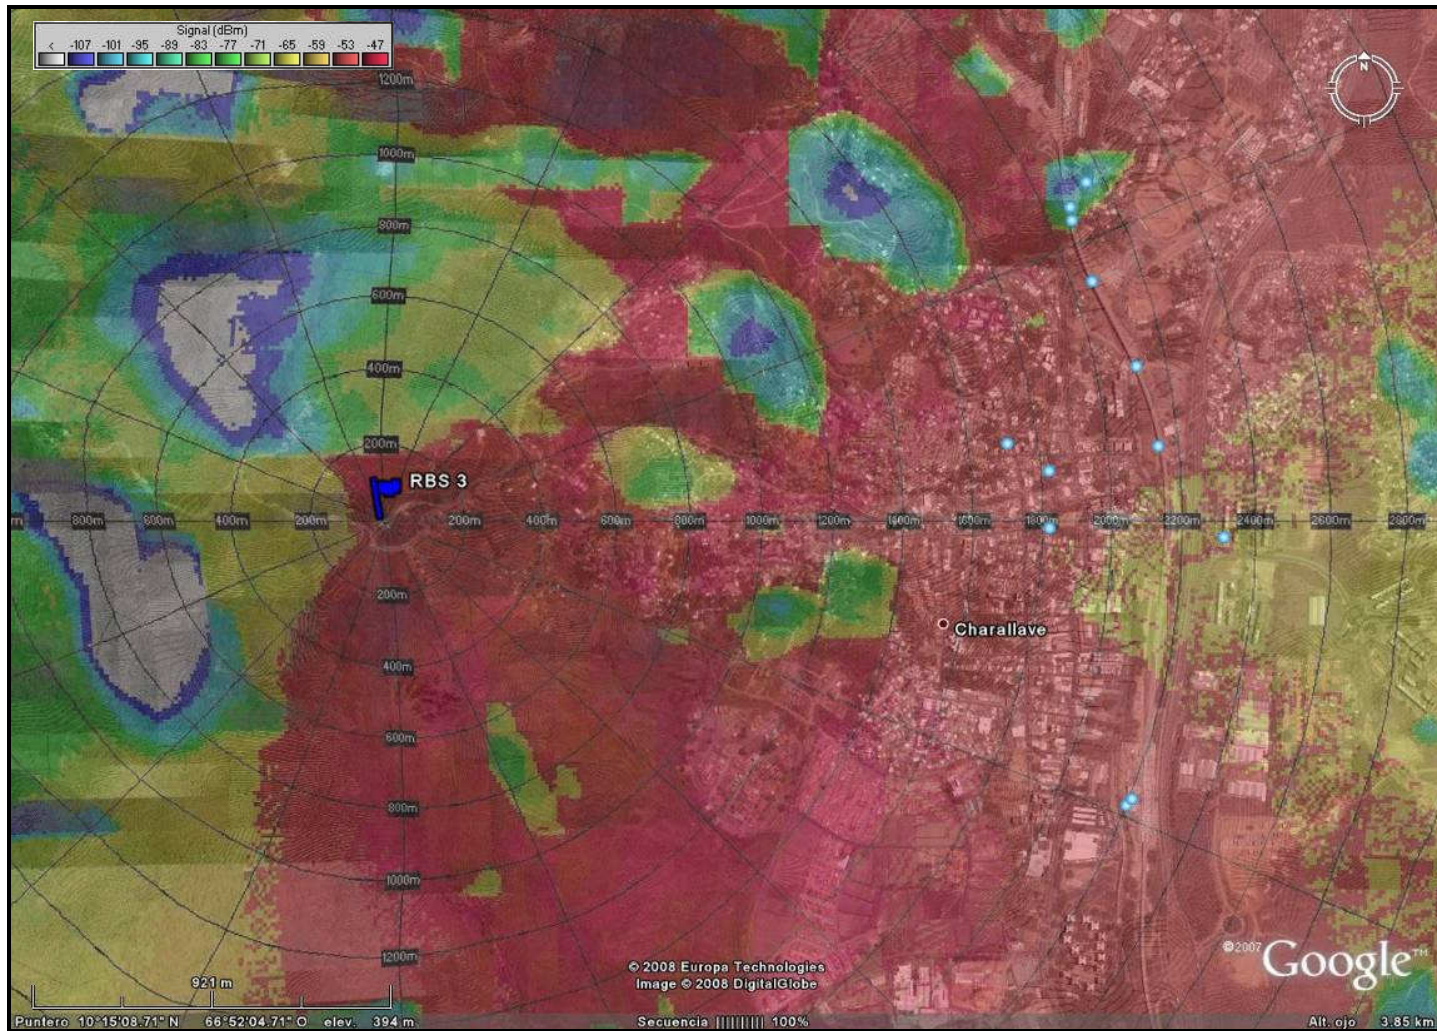 Signal (dBm)
< -107 -101 -95 -89 -83 -77 -71 -65 -59 -53 -47
N
1200m
1000m
800m
600m
400m
200m
RBS 3
m 800m 600m 400m 200m 200m 400m 600m 800m 1000m 1200m 1400m 1600m 1800m 2000m 2200m 2400m 2600m 2800m
200m
Charallave
400m
600m
800m
1000m
1200m
©2007 Google™
© 2008 Europa Technologies
Image © 2008 DigitalGlobe
921 m
Puntero 10°15'08.71" N 66°52'04.71" O elev. 394 m Secuencia 100% Alt. ojo 3.85 km